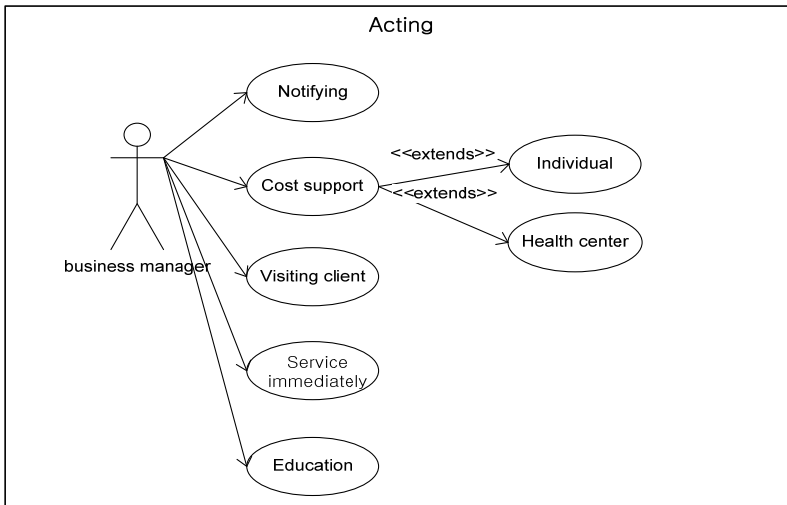 Acting
Notifying
<<extends>>
Individual
Cost support
<<extends>>
Health center
business manager
Visiting client
Service
immediately
Education